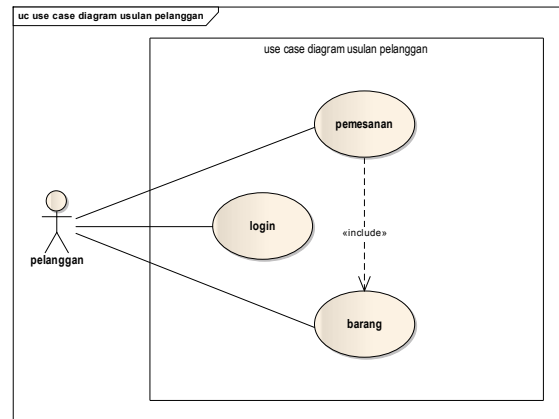 uc use case diagram usulan pelanggan
use case diagram usulan pelanggan
pemesanan
login
«include»
pelanggan
barang